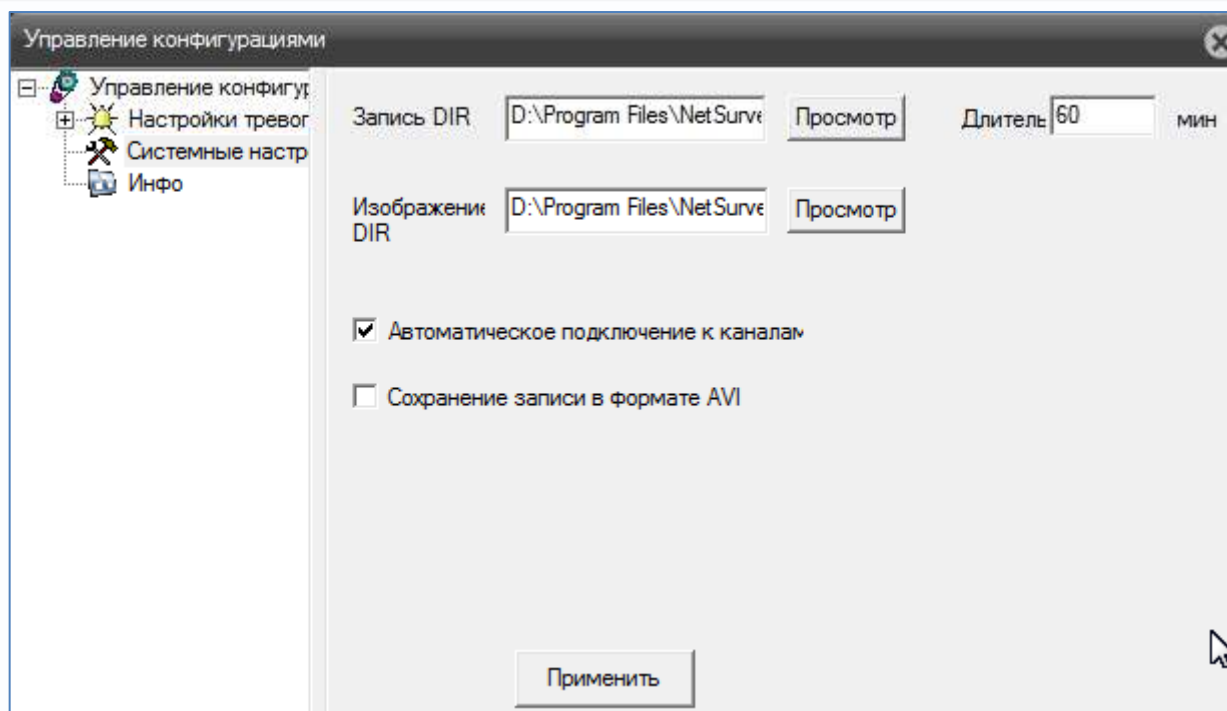 Управление конфигурациями
Управление конфигур
Настройки тревог
Системные настр
Инфо
Запись DIR D:\Program Files\NetSurve Просмотр Длитель 60 мин
Изображение DIR D:\Program Files\NetSurve Просмотр
Автоматическое подключение к каналам
Сохранение записи в формате AVI
Применить